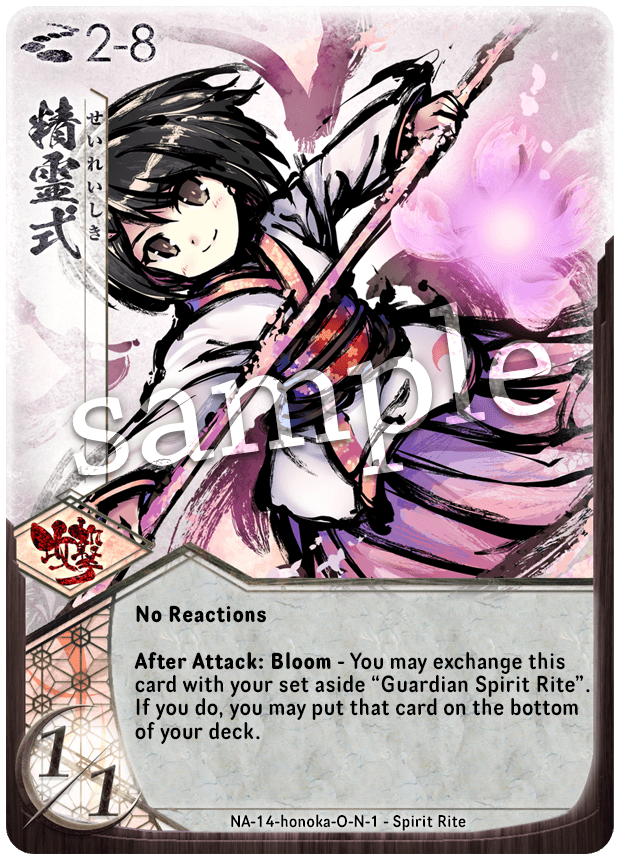 2-8
精霊式
せいれいしき
sample
攻撃
No Reactions
After Attack: Bloom - You may exchange this
card with your set aside “Guardian Spirit Rite”.
If you do, you may put that card on the bottom
of your deck.
1/1
NA-14-honoka-O-N-1 - Spirit Rite